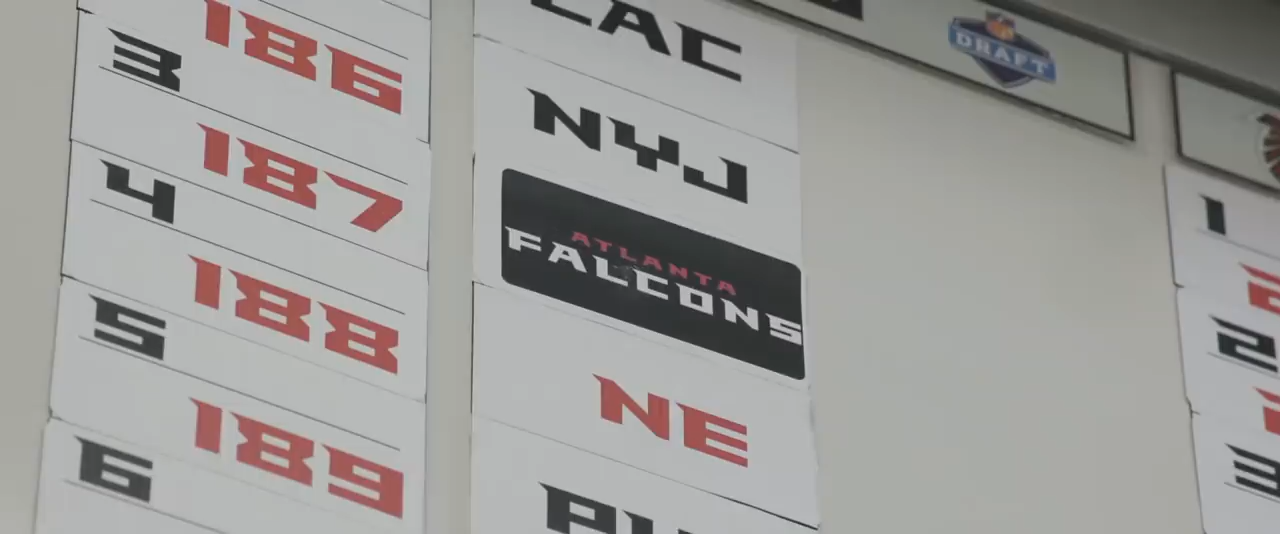 186
3
187
4
188
5
189
6
LAC
NYJ
ATLANTA
FALCONS
NE
DRAFT
1
2
3